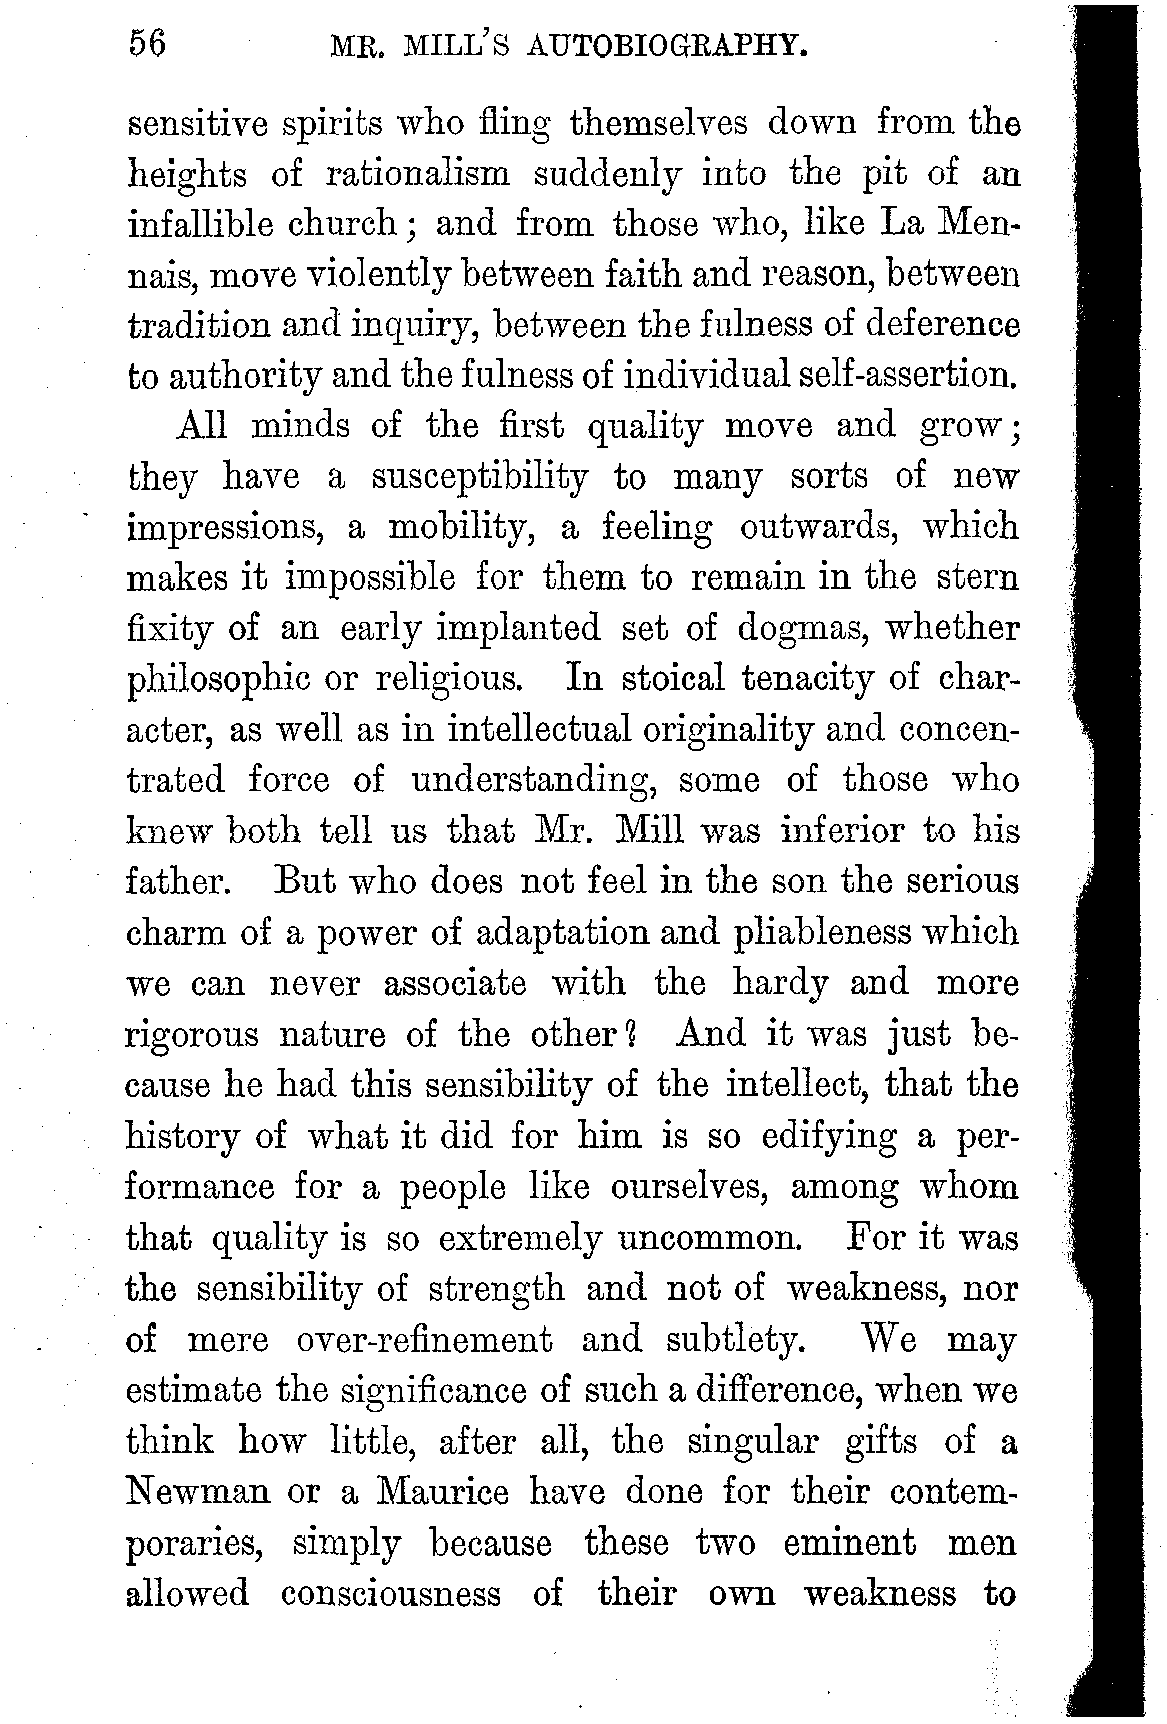 56 MR. MILL'S AUTOBIOGRAPHY.
sensitive spirits who fling themselves down from the
heights of rationalism suddenly into the pit of an
infallible church; and from those who, like La Men-
nais, move violently between faith and reason, between
tradition and inquiry, between the fulness of deference
to authority and the fulness of individual self-assertion.
All minds of the first quality move and grow;
they have a susceptibility to many sorts of new
impressions, a mobility, a feeling outwards, which
makes it impossible for them to remain in the stern
fixity of an early implanted set of dogmas, whether
philosophic or religious. In stoical tenacity of char-
acter, as well as in intellectual originality and concen-
trated force of understanding, some of those who
knew both tell us that Mr. Mill was inferior to his
father. But who does not feel in the son the serious
charm of a power of adaptation and pliableness which
we can never associate with the hardy and more
rigorous nature of the other? And it was just be-
cause he had this sensibility of the intellect, that the
history of what it did for him is so edifying a per-
formance for a people like ourselves, among whom
that quality is so extremely uncommon. For it was
the sensibility of strength and not of weakness, nor
of mere over-refinement and subtlety. We may
estimate the significance of such a difference, when we
think how little, after all, the singular gifts of a
Newman or a Maurice have done for their contem-
poraries, simply because these two eminent men
allowed consciousness of their own weakness to